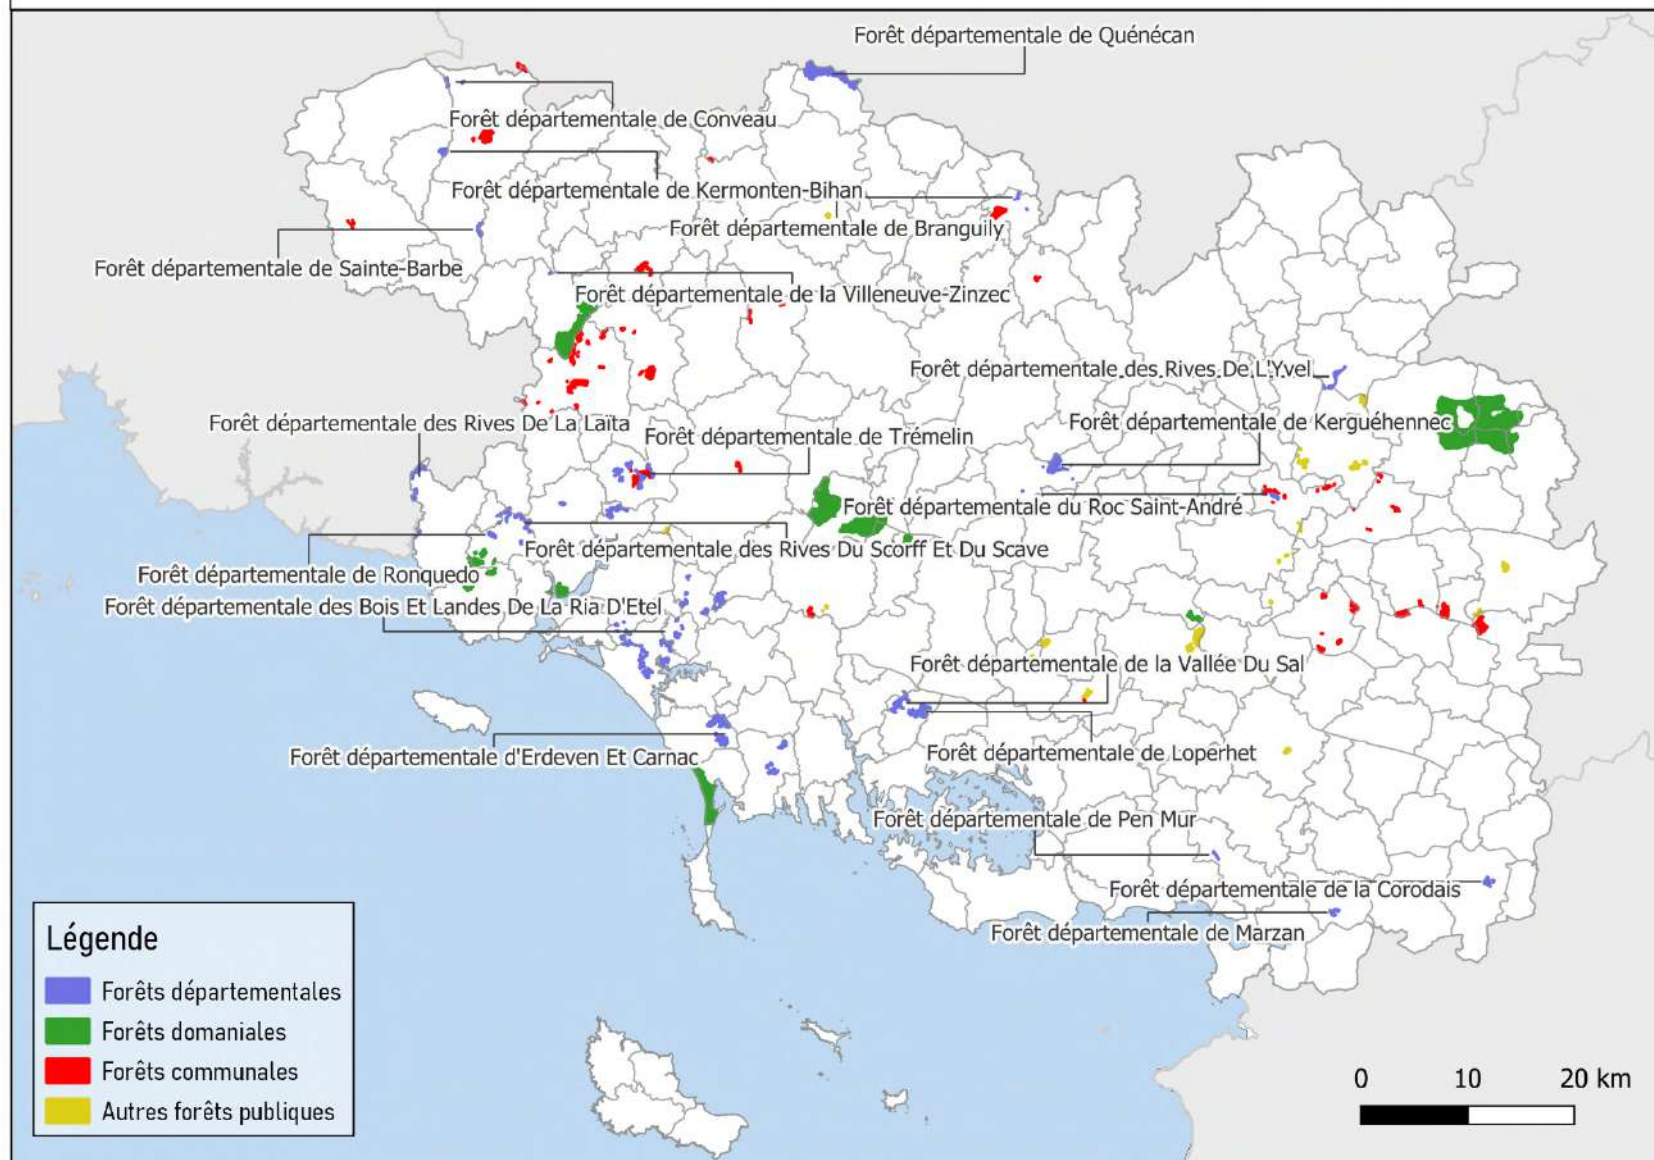 Forêt départementale de Quénécan
Forêt départementale de Conveau
Forêt départementale de Kermonten-Bihan
Forêt départementale de Branguily
Forêt départementale de Sainte-Barbe
Forêt départementale de la Villeneuve-Zinzec
Forêt départementale des Rives De L'Yvel
Forêt départementale des Rives De La Laïta
Forêt départementale de Kerguéhennec
Forêt départementale de Trémelin
Forêt départementale du Roc Saint-André
Forêt départementale des Rives Du Scorff Et Du Scave
Forêt départementale de Ronquedo
Forêt départementale des Bois Et Landes De La Ria D'Etel
Forêt départementale de la Vallée Du Sal
Forêt départementale d'Erdeven Et Carnac
Forêt départementale de Loperhet
Forêt départementale de Pen Mur
Forêt départementale de la Corodais
Forêt départementale de Marzan
Légende
Forêts départementales
Forêts domaniales
Forêts communales
Autres forêts publiques
0 10 20 km